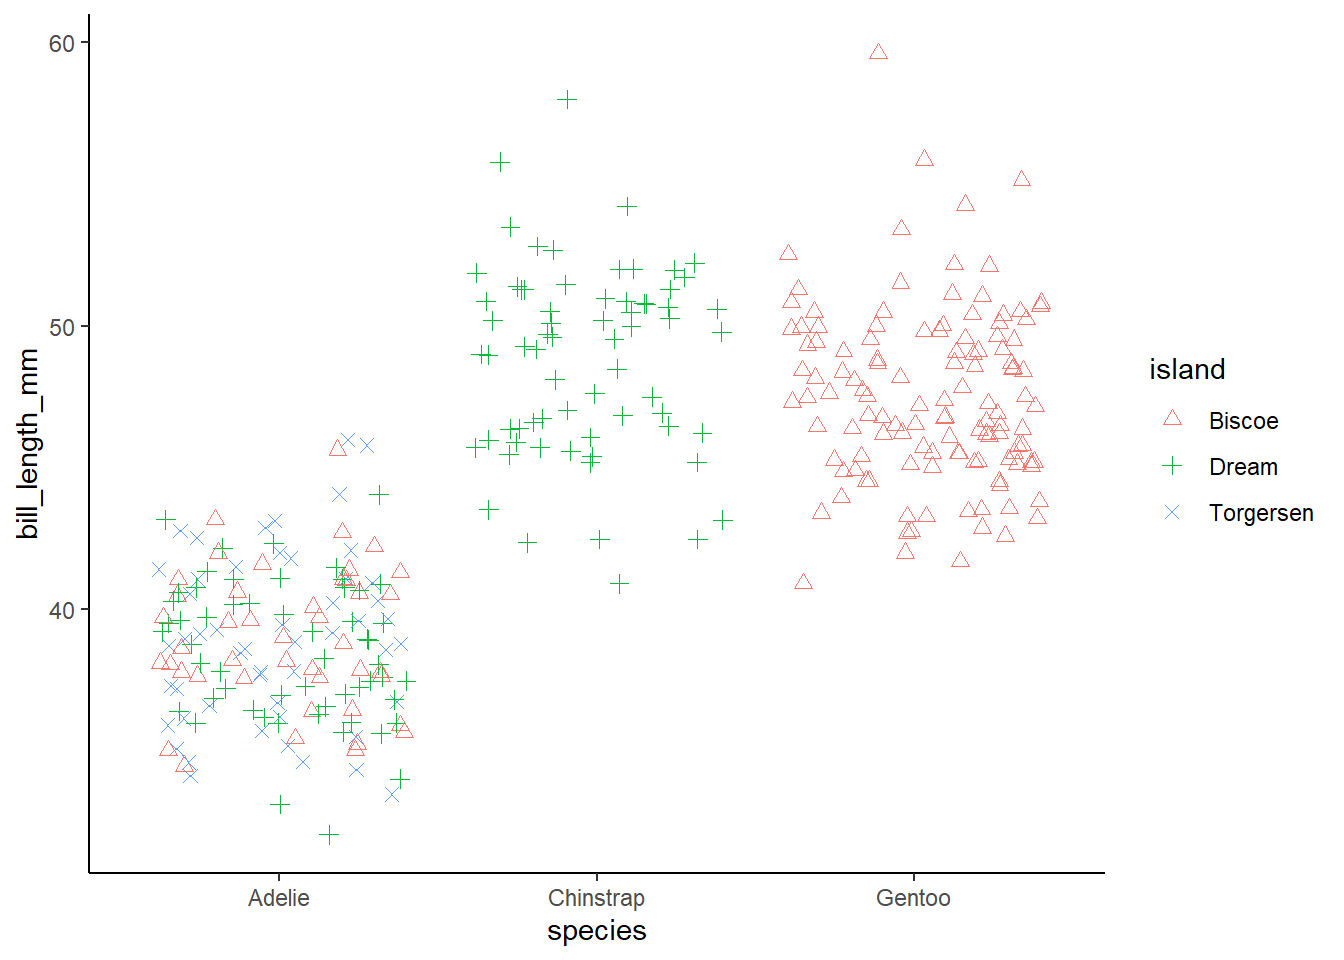 60
50
40
bill_length_mm
Adelie
Chinstrap
Gentoo
species
island
Biscoe
Dream
Torgersen